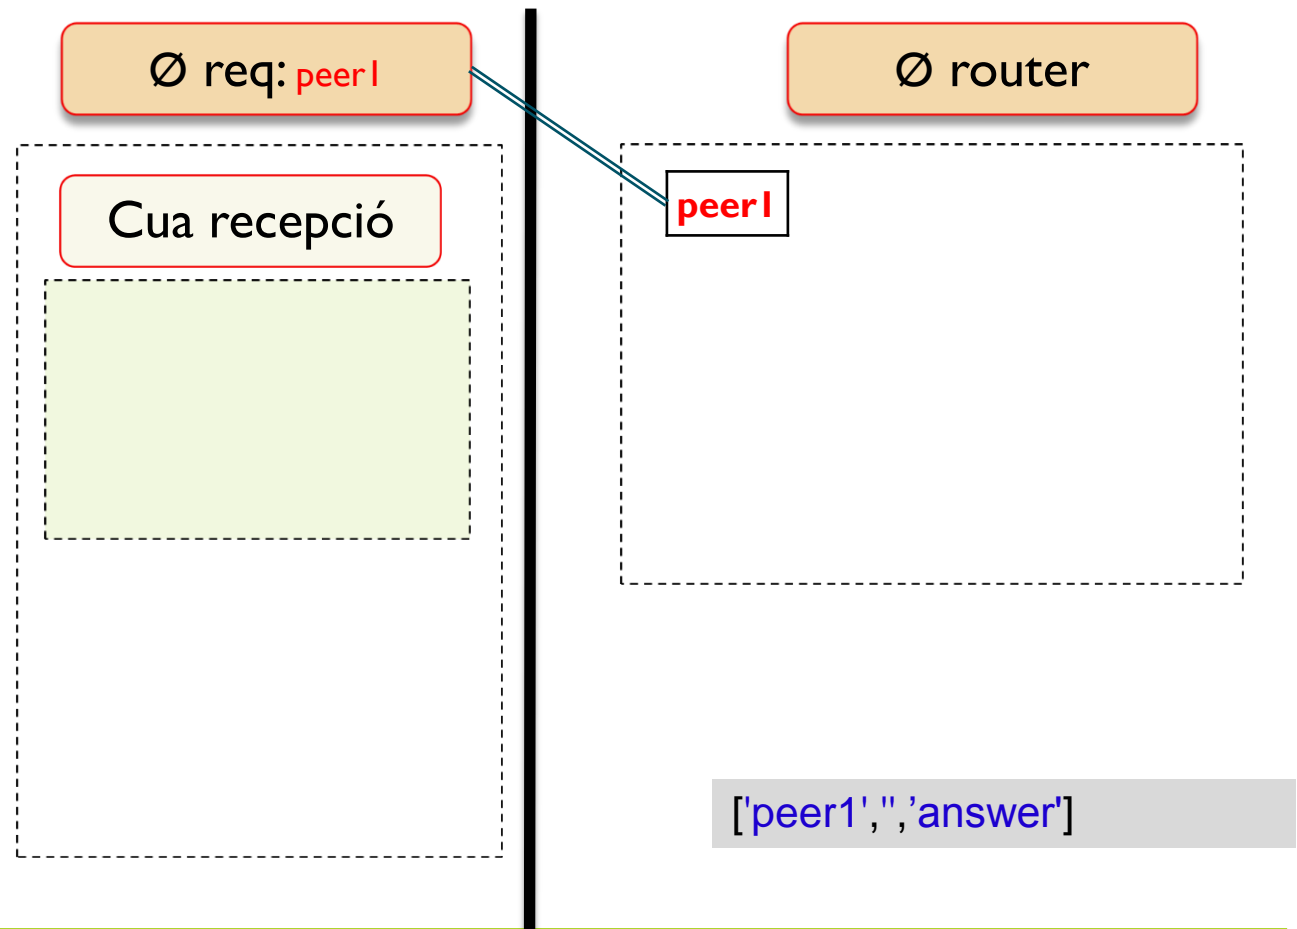 Ø req: peer1
Ø router
Cua recepció
peer1
['peer1','',’answer']